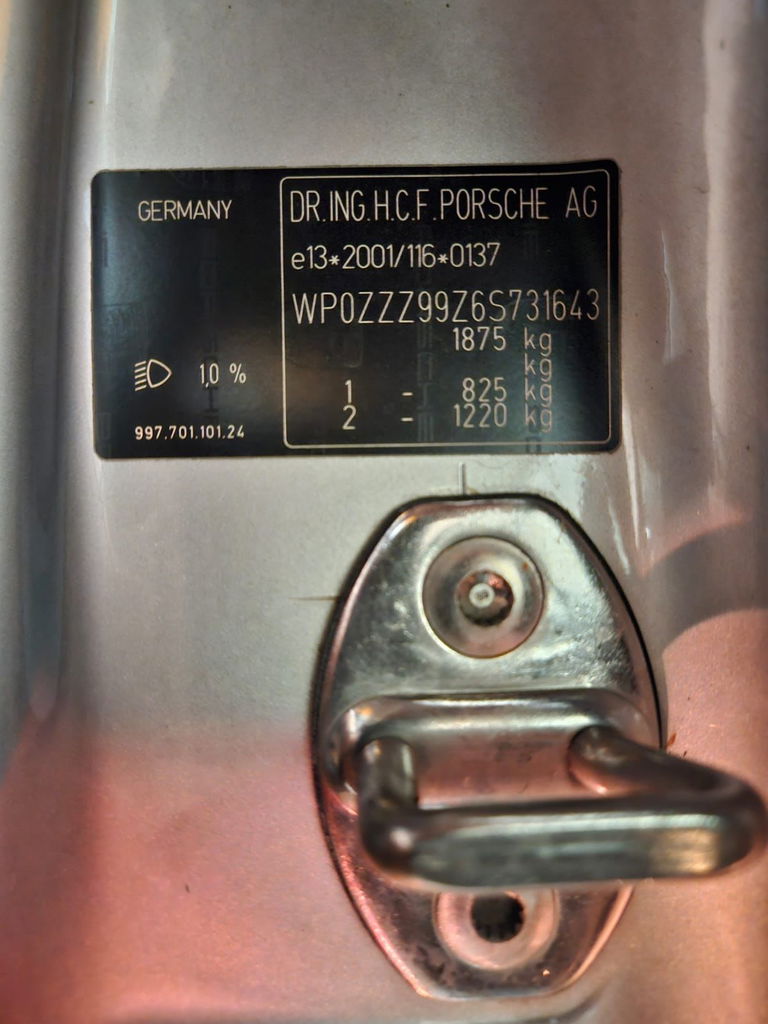 GERMANY
DR.ING.H.C.F.PORSCHE AG
e13*2001/116*0137
WP0ZZZ99Z6S731643
1875 kg
kg
1 - 825 kg
2 - 1220 kg
1,0 %
997.701.101.24